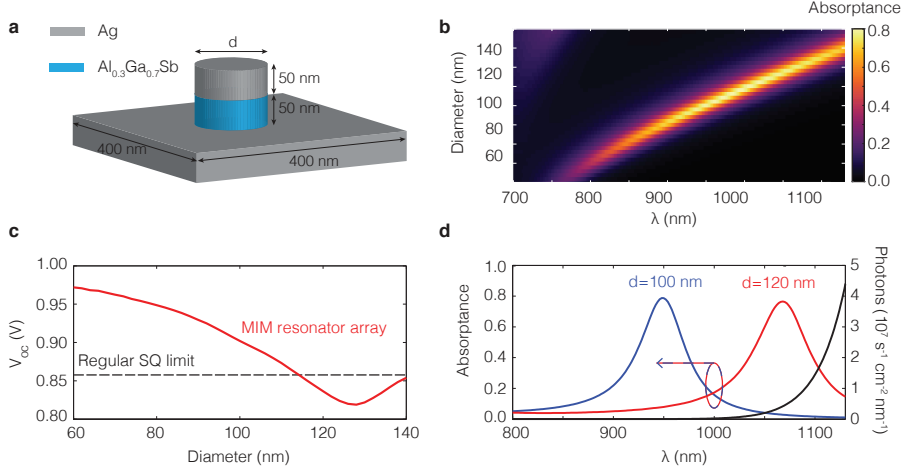 a
Ag
Al0.3Ga0.7Sb
d
50 nm
50 nm
400 nm
400 nm
b
Absorptance
Diameter (nm)
140
120
100
80
60
700 800 900 1000 1100
λ (nm)
0.8
0.6
0.4
0.2
0.0
c
Voc (V)
1.00
0.95
0.90
0.85
0.80
MIM resonator array
Regular SQ limit
60 80 100 120 140
Diameter (nm)
d
Absorptance
1.0
0.8
0.6
0.4
0.2
0.0
d=100 nm
d=120 nm
800 900 1000 1100
λ (nm)
5
4
3
2
1
0
Photons (10⁷ s⁻¹ cm⁻² nm⁻¹)